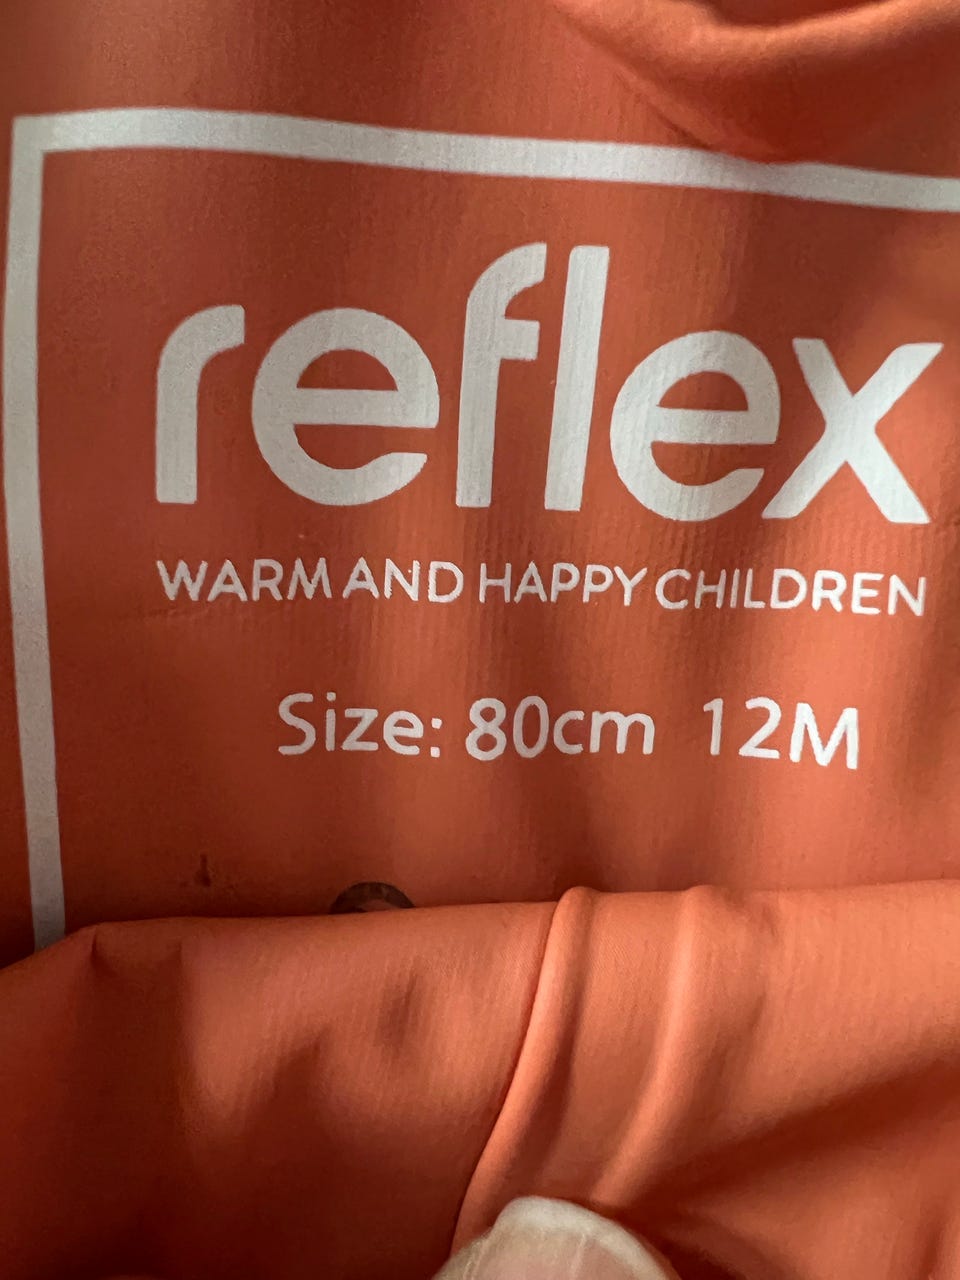 reflex
WARM AND HAPPY CHILDREN
Size: 80cm 12M